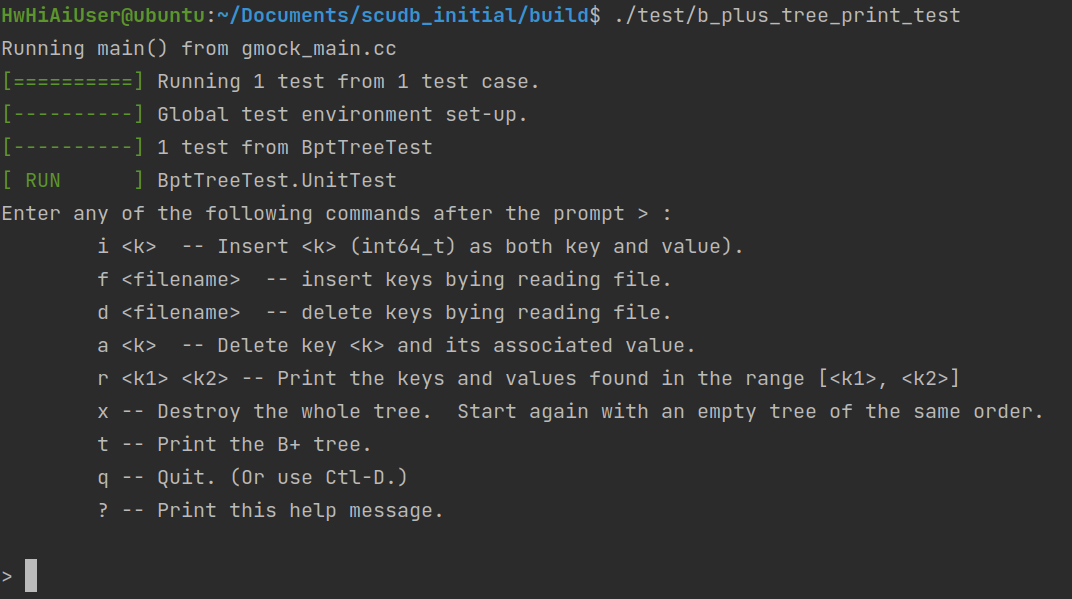 HwHiAiUser@ubuntu:~/Documents/scudb_initial/build$ ./test/b_plus_tree_print_test
Running main() from gmock_main.cc
[==========] Running 1 test from 1 test case.
[----------] Global test environment set-up.
[----------] 1 test from BptTreeTest
[ RUN      ] BptTreeTest.UnitTest
Enter any of the following commands after the prompt > :
        i <k>  -- Insert <k> (int64_t) as both key and value).
        f <filename>  -- insert keys bying reading file.
        d <filename>  -- delete keys bying reading file.
        a <k>  -- Delete key <k> and its associated value.
        r <k1> <k2> -- Print the keys and values found in the range [<k1>, <k2>]
        x -- Destroy the whole tree.  Start again with an empty tree of the same order.
        t -- Print the B+ tree.
        q -- Quit. (Or use Ctl-D.)
        ? -- Print this help message.
>